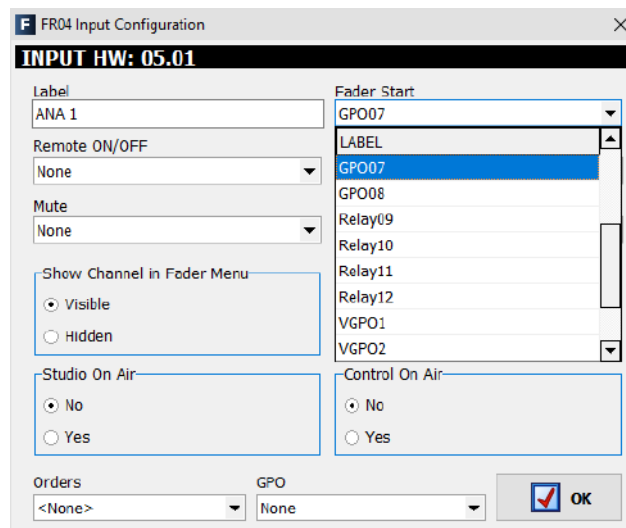 F FR04 Input Configuration
INPUT HW: 05.01
Label
Fader Start
ANA 1
GPO07
Remote ON/OFF
LABEL
None
GPO07
GPO08
Mute
Relay09
None
Relay10
Relay11
Show Channel in Fader Menu
Relay12
Visible
VGPO1
Hidden
VGPO2
Studio On Air
Control On Air
No
No
Yes
Yes
Orders
GPO
<None>
None
OK